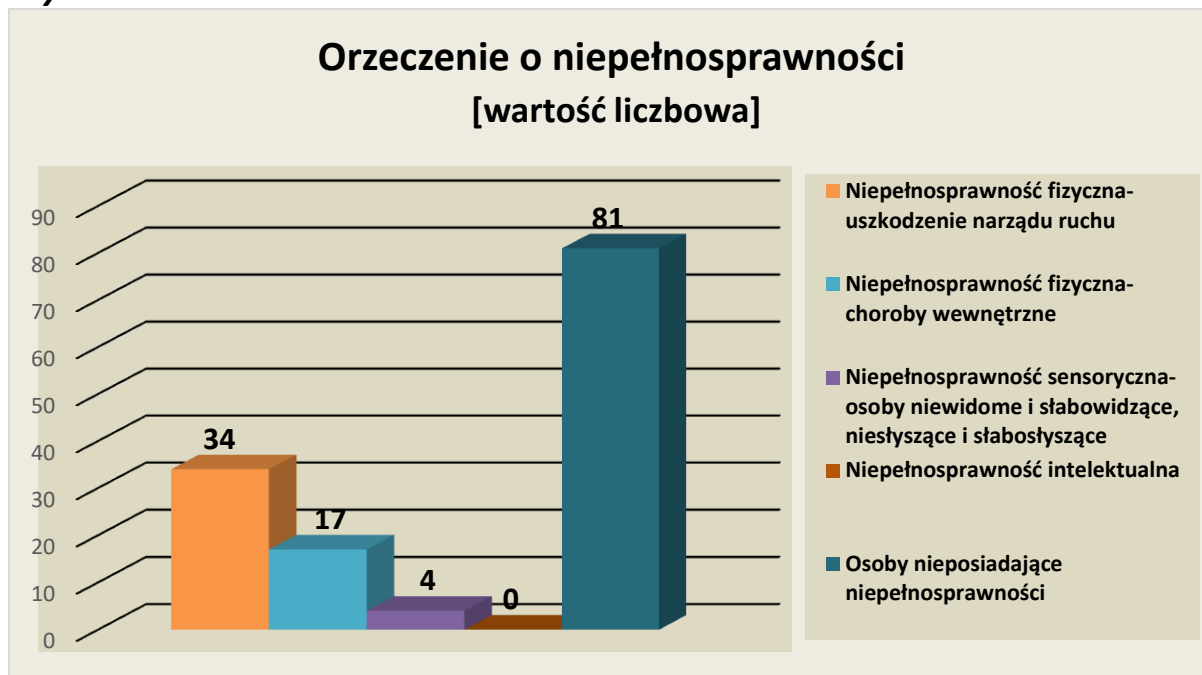 Orzeczenie o niepełnosprawności
[wartość liczbowa]
90
80
70
60
50
40
30
20
10
0
34
17
4
0
81
Niepełnosprawność fizyczna-
uszkodzenie narządu ruchu
Niepełnosprawność fizyczna-
choroby wewnętrzne
Niepełnosprawność sensoryczna-
osoby niewidome i słabowidzące,
niesłyszące i słabosłyszące
Niepełnosprawność intelektualna
Osoby nieposiadające
niepełnosprawności